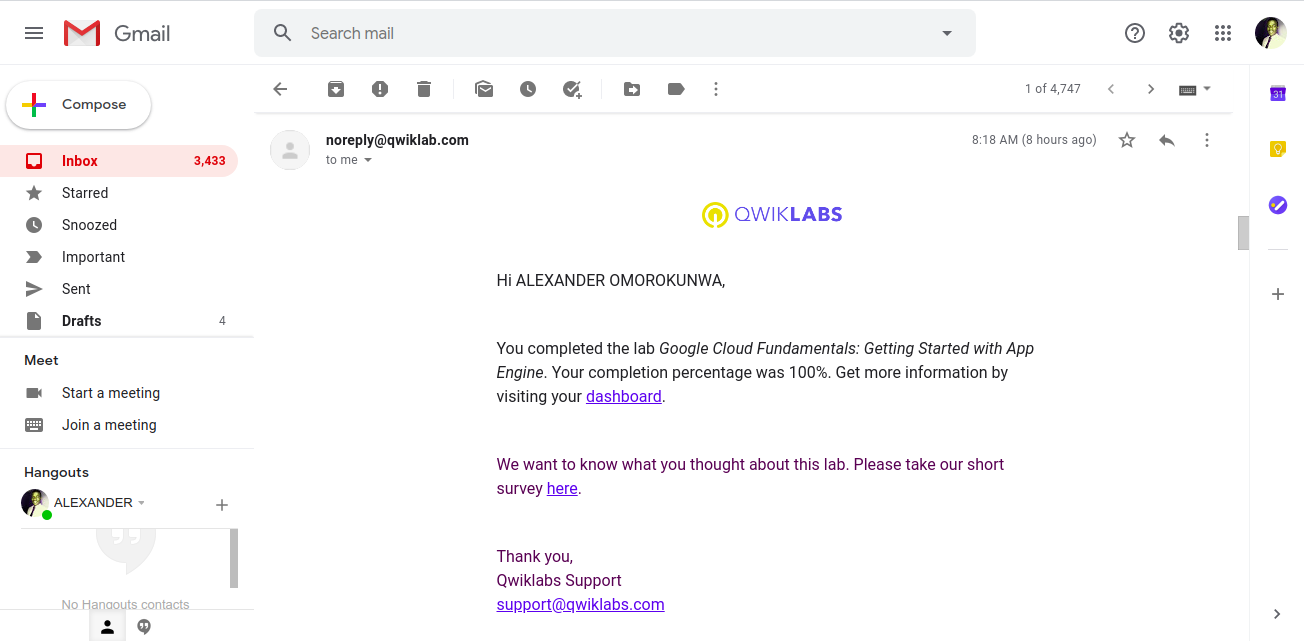 Gmail
Search mail
Compose
1 of 4,747
31
Inbox 3,433
Starred
Snoozed
Important
Sent
Drafts 4
Meet
Start a meeting
Join a meeting
Hangouts
ALEXANDER
No Hangouts contacts
noreply@qwiklab.com
to me
8:18 AM (8 hours ago)
QWIKLABS
Hi ALEXANDER OMOROKUNWA,
You completed the lab Google Cloud Fundamentals: Getting Started with App
Engine. Your completion percentage was 100%. Get more information by
visiting your dashboard.
We want to know what you thought about this lab. Please take our short
survey here.
Thank you,
Qwiklabs Support
support@qwiklabs.com